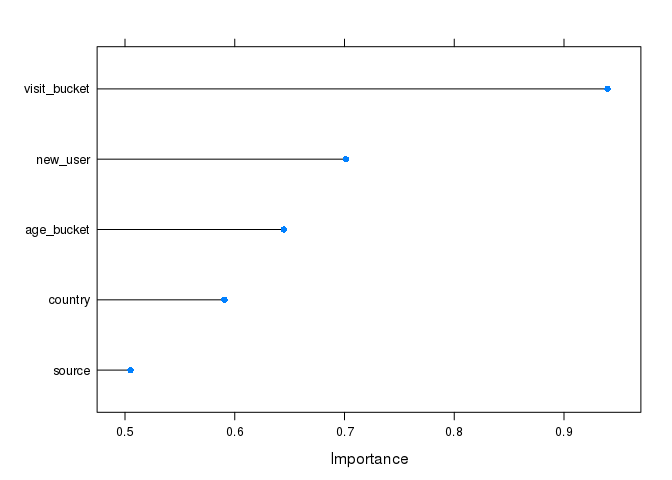 visit_bucket
new_user
age_bucket
country
source
0.5 0.6 0.7 0.8 0.9
Importance